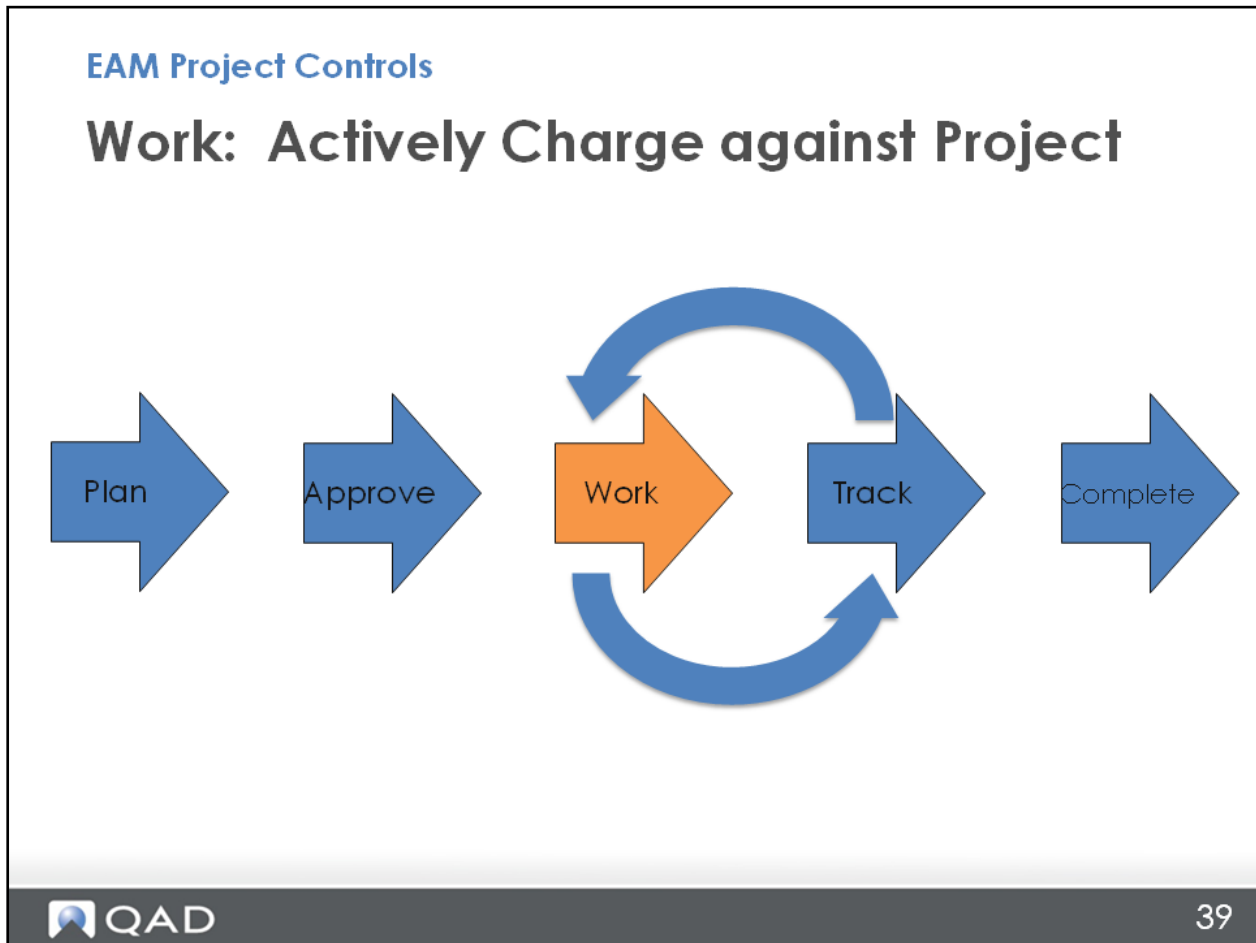 EAM Project Controls
Work: Actively Charge against Project
Plan
Approve
Work
Track
Complete
QAD
39